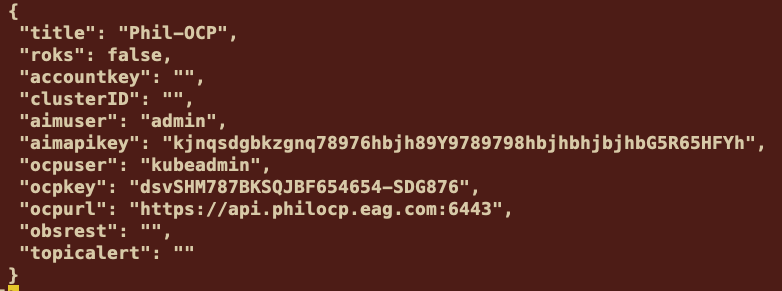 {
"title": "Phil-OCP",
"roks": false,
"accountkey": "",
"clusterID": "",
"aimuser": "admin",
"aimapikey": "kjnqsdgbkzgnq78976hbjh89Y9789798hbjhbhjbjhbG5R65HFYh",
"ocpuser": "kubeadmin",
"ocpkey": "dsvSHM787BKSQJBF654654-SDG876",
"ocpurl": "https://api.philocp.eag.com:6443",
"obsrest": "",
"topicalert": ""
}